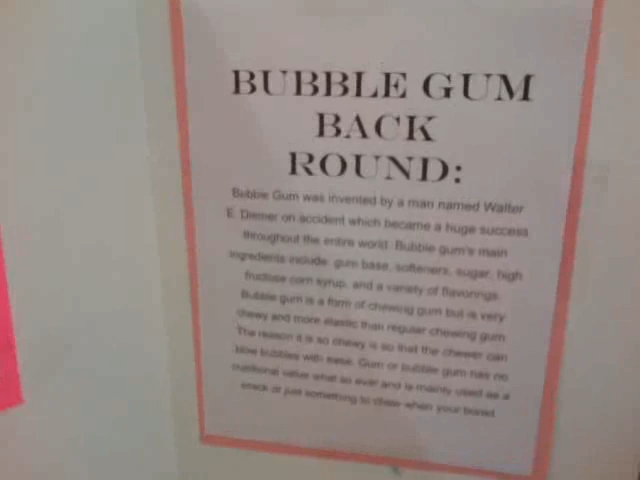 BUBBLE GUM
BACK
ROUND:
Bubble Gum was invented by a man named Walter
E. Diemer on accident which became a huge success
throughout the entire world. Bubble gum's main
ingredients include: gum base, softeners, sugar, high
fructose corn syrup, and a variety of flavorings.
Bubble gum is a form of chewing gum but is very
chewy and more elastic than regular chewing gum.
The reason it is so chewy is so that the chewer can
blow bubbles with ease. Gum or bubble gum has no
nutritional value what so ever and is mainly used as a
snack or just something to chew when your bored.